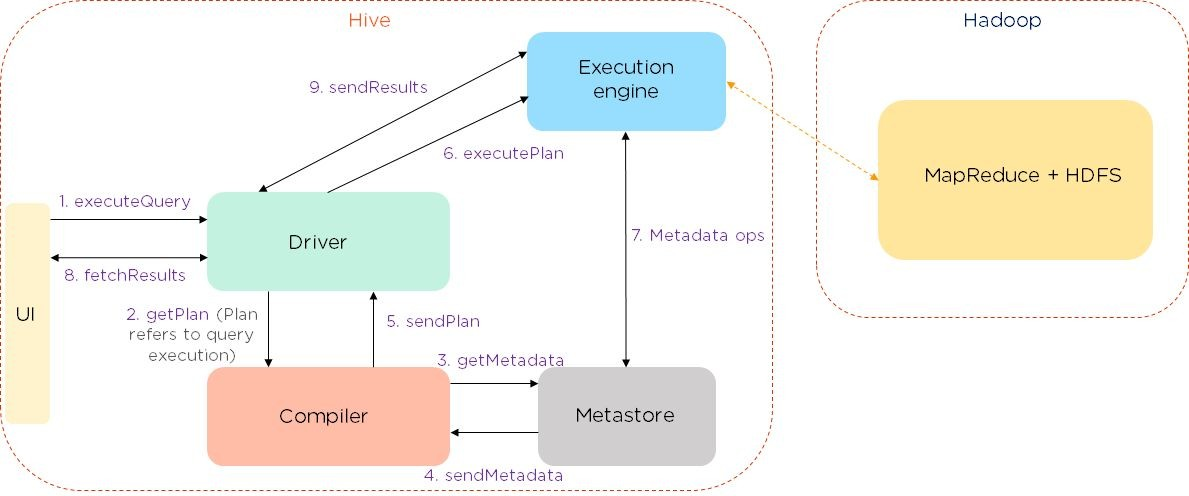 Hive
Hadoop
Execution
engine
9. sendResults
6. executePlan
MapReduce + HDFS
1. executeQuery
Driver
7. Metadata ops
8. fetchResults
UI
2. getPlan (Plan
refers to query
execution)
5. sendPlan
3. getMetadata
Compiler
Metastore
4. sendMetadata